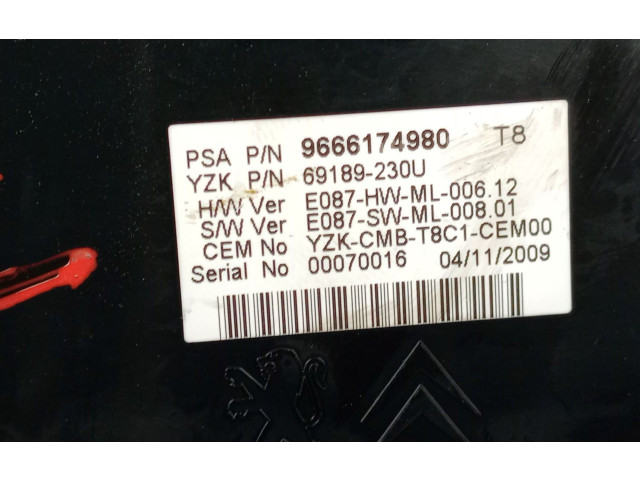 PSA P/N 9666174980 T8
YZK P/N 69189-230U
H/W Ver E087-HW-ML-006.12
S/W Ver E087-SW-ML-008.01
CEM No YZK-CMB-T8C1-CEM00
Serial No 00070016 04/11/2009